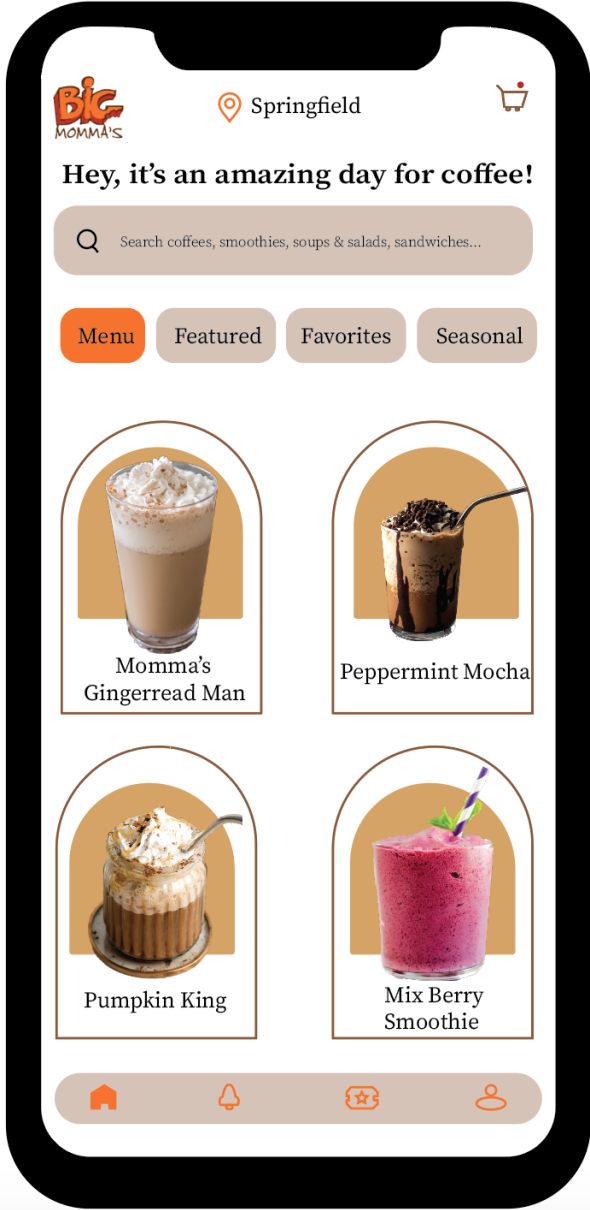 BIG
MOMMA'S
Springfield
Hey, it's an amazing day for coffee!
Search coffees, smoothies, soups & salads, sandwiches...
Menu
Featured
Favorites
Seasonal
Momma's
Gingerread Man
Peppermint Mocha
Pumpkin King
Mix Berry
Smoothie